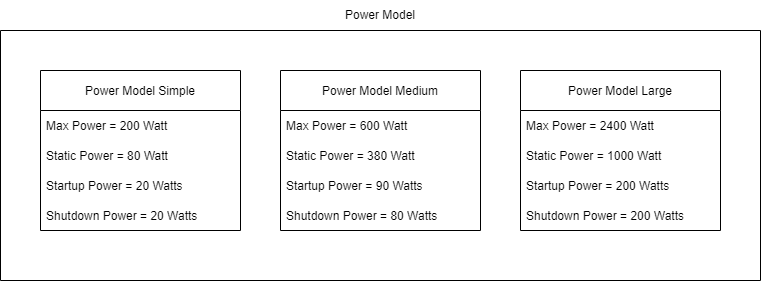 Power Model
Power Model Simple
Max Power = 200 Watt
Static Power = 80 Watt
Startup Power = 20 Watts
Shutdown Power = 20 Watts
Power Model Medium
Max Power = 600 Watt
Static Power = 380 Watt
Startup Power = 90 Watts
Shutdown Power = 80 Watts
Power Model Large
Max Power = 2400 Watt
Static Power = 1000 Watt
Startup Power = 200 Watts
Shutdown Power = 200 Watts